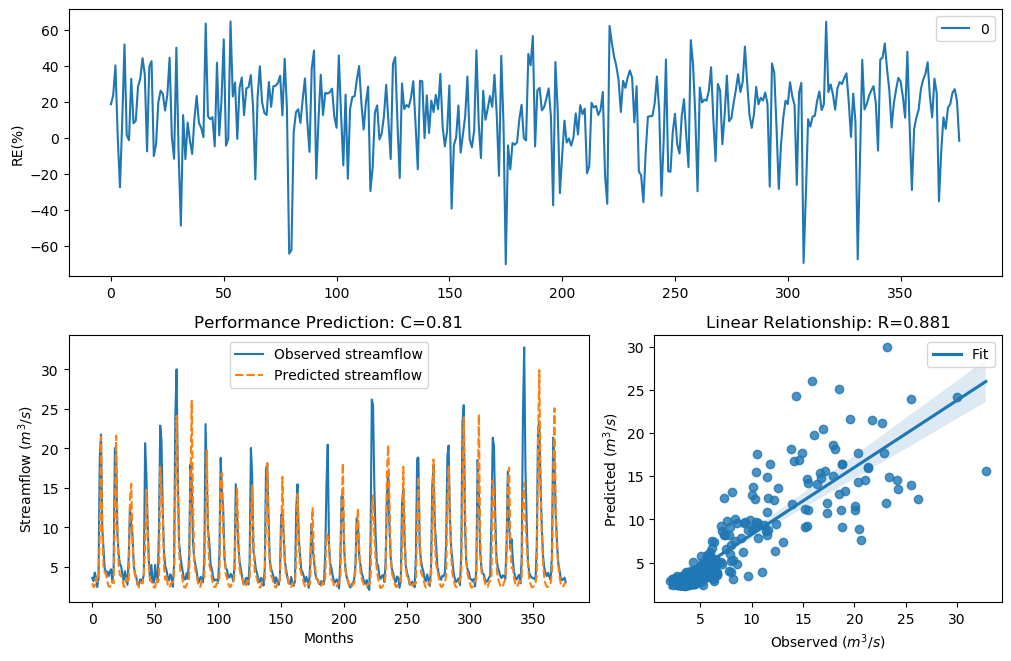 60
40
20
0
−20
−40
−60
RE(%)
0
0 50 100 150 200 250 300 350
Performance Prediction: C=0.81
Observed streamflow
Predicted streamflow
30
25
20
15
10
5
Streamflow (m³/s)
0 50 100 150 200 250 300 350
Months
Linear Relationship: R=0.881
Fit
30
25
20
15
10
5
Predicted (m³/s)
5 10 15 20 25 30
Observed (m³/s)